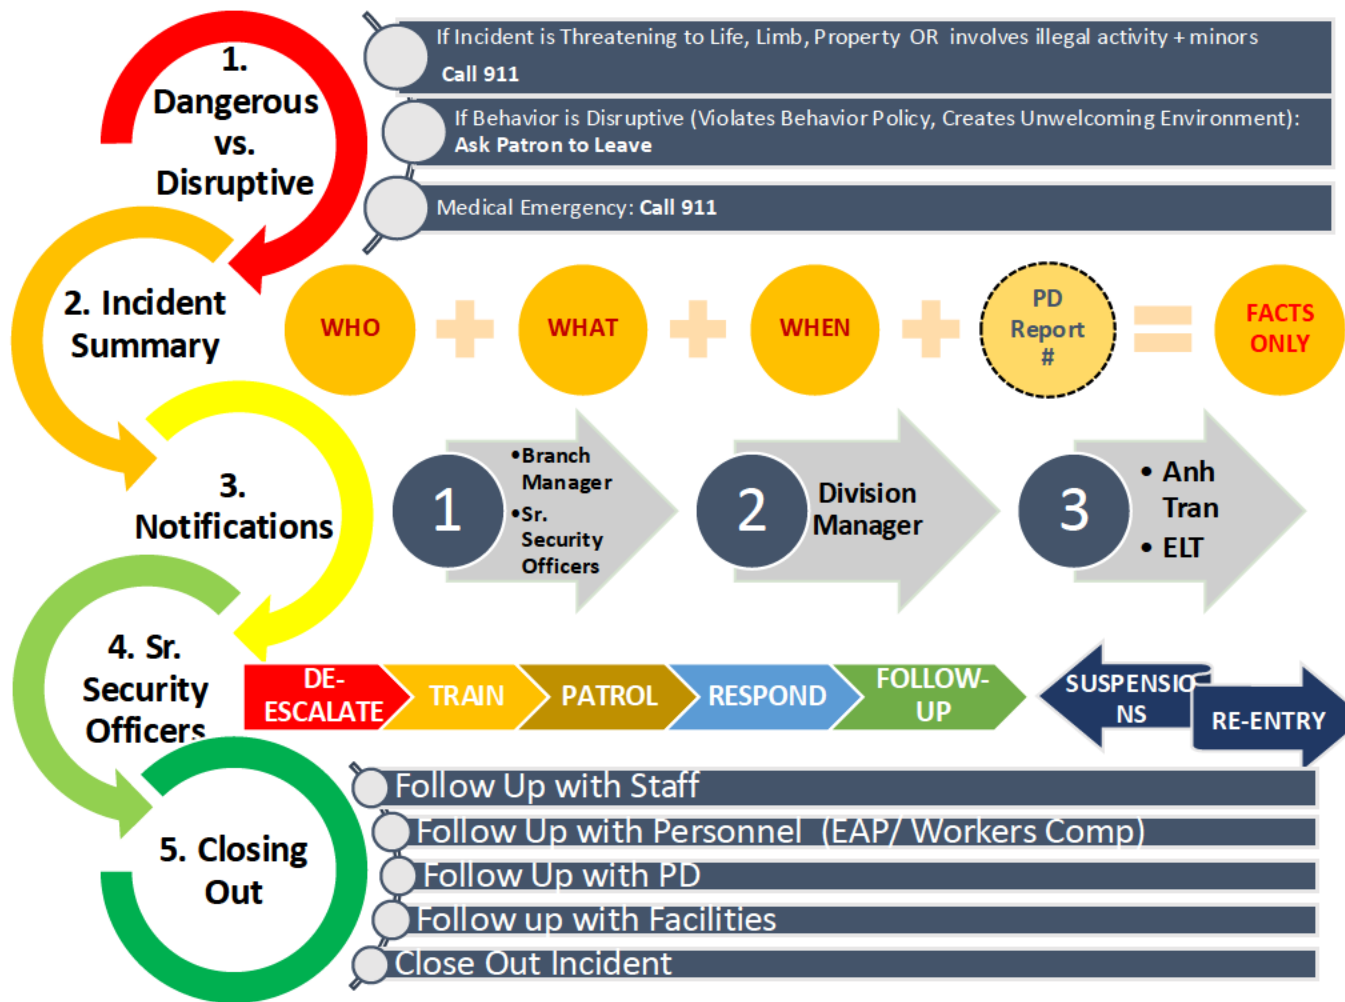 1.
Dangerous
vs.
Disruptive
If Incident is Threatening to Life, Limb, Property OR involves illegal activity + minors
Call 911
If Behavior is Disruptive (Violates Behavior Policy, Creates Unwelcoming Environment):
Ask Patron to Leave
Medical Emergency: Call 911
2. Incident
Summary
WHO
WHAT
WHEN
PD
Report
#
FACTS
ONLY
3.
Notifications
1
•Branch
Manager
•Sr.
Security
Officers
2
Division
Manager
3
• Anh
Tran
• ELT
4. Sr.
Security
Officers
DE-
ESCALATE
TRAIN
PATROL
RESPOND
FOLLOW-
UP
SUSPENSIO
NS
RE-ENTRY
5. Closing
Out
Follow Up with Staff
Follow Up with Personnel (EAP/ Workers Comp)
Follow Up with PD
Follow up with Facilities
Close Out Incident